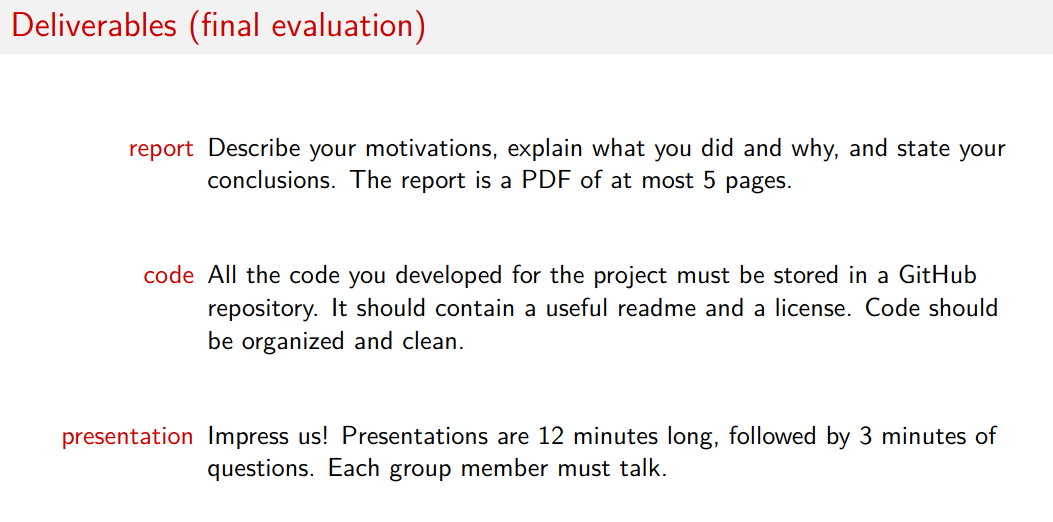 Deliverables (final evaluation)
report Describe your motivations, explain what you did and why, and state your
conclusions. The report is a PDF of at most 5 pages.
code All the code you developed for the project must be stored in a GitHub
repository. It should contain a useful readme and a license. Code should
be organized and clean.
presentation Impress us! Presentations are 12 minutes long, followed by 3 minutes of
questions. Each group member must talk.